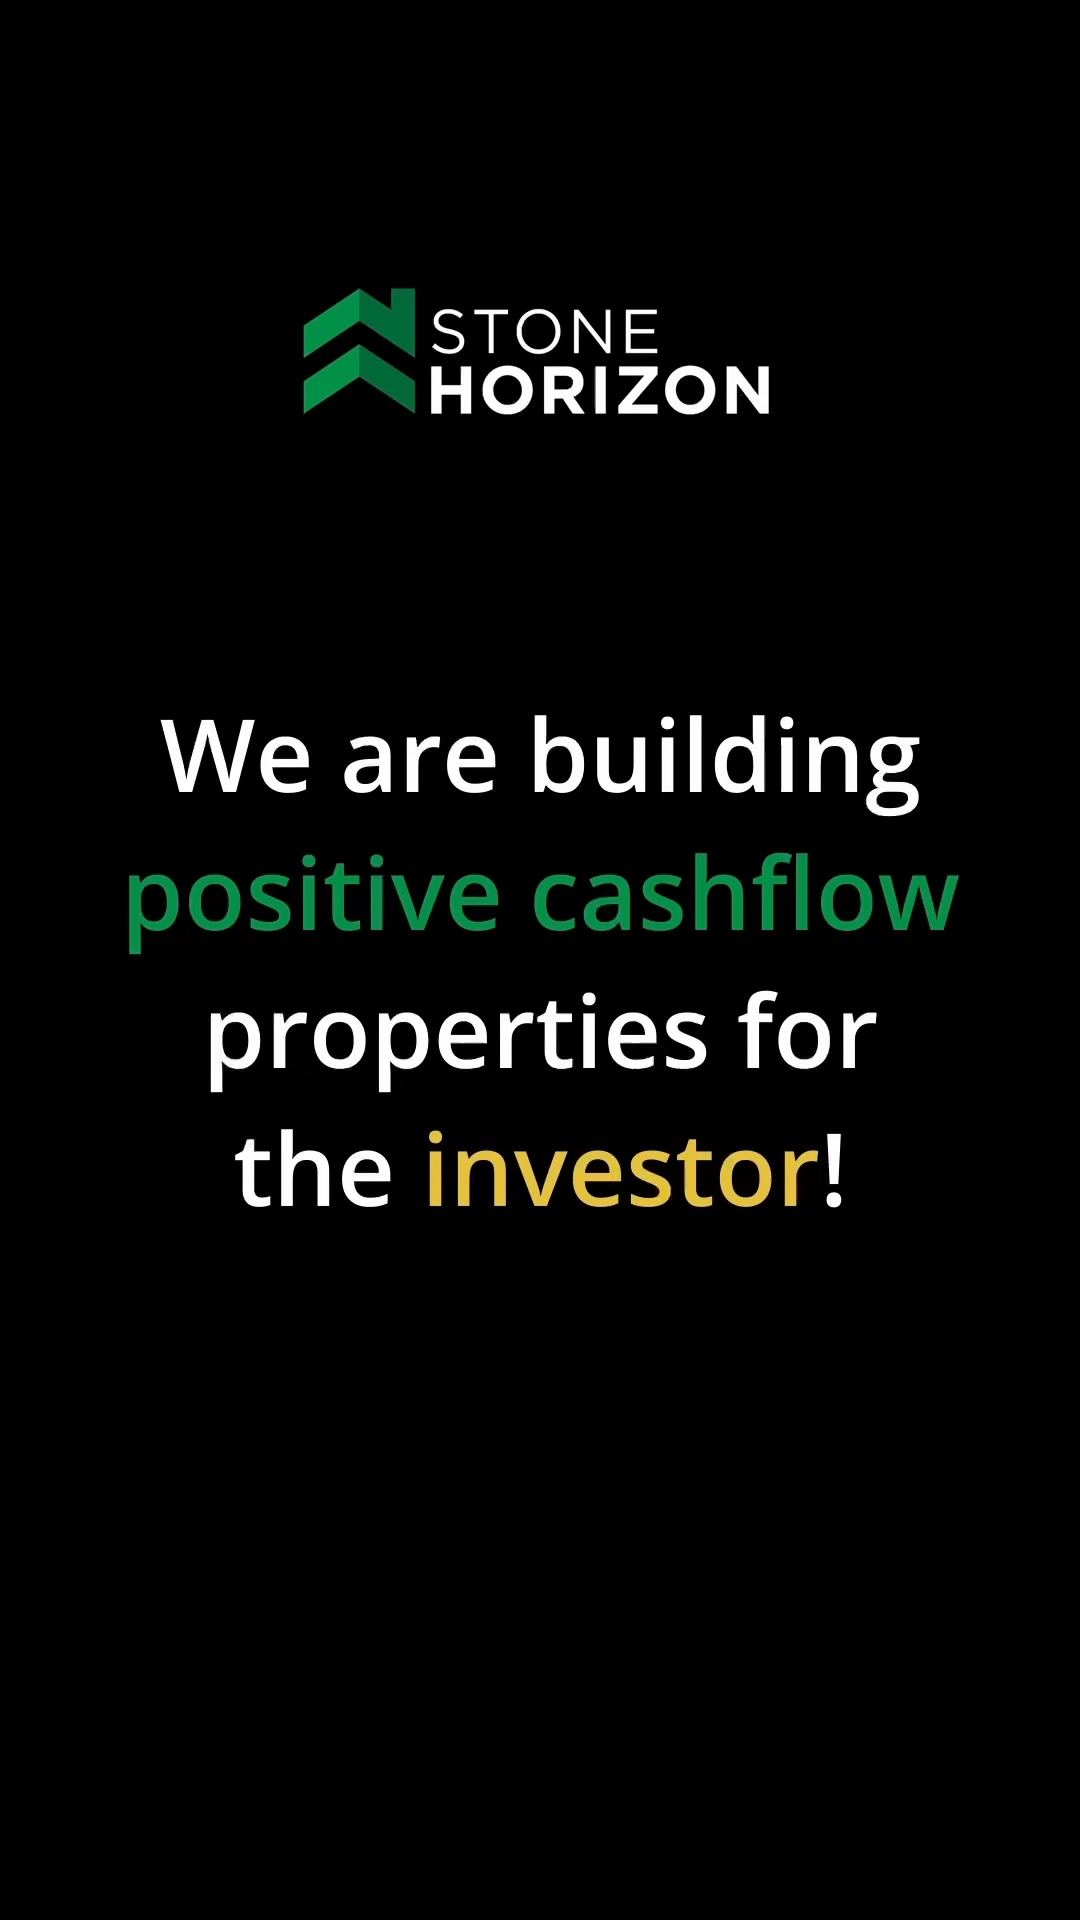 STONE
HORIZON
We are building
positive cashflow
properties for
the investor!